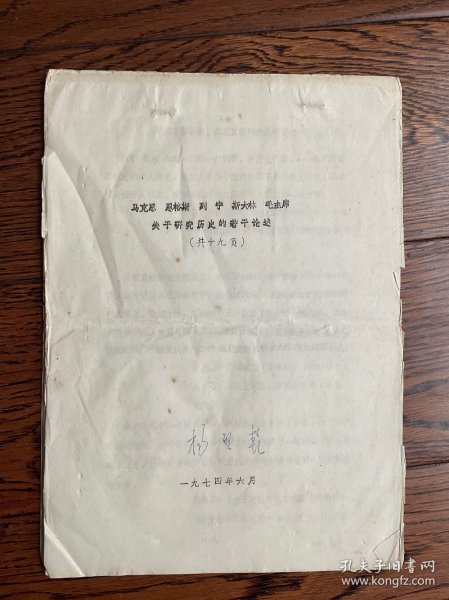 马克思 恩格斯 列宁 斯大林 毛主席
关于研究历史的若干论述
(共十九页)
杨 乾
一九七四年六月
孔夫子旧书网
www.kongfz.com